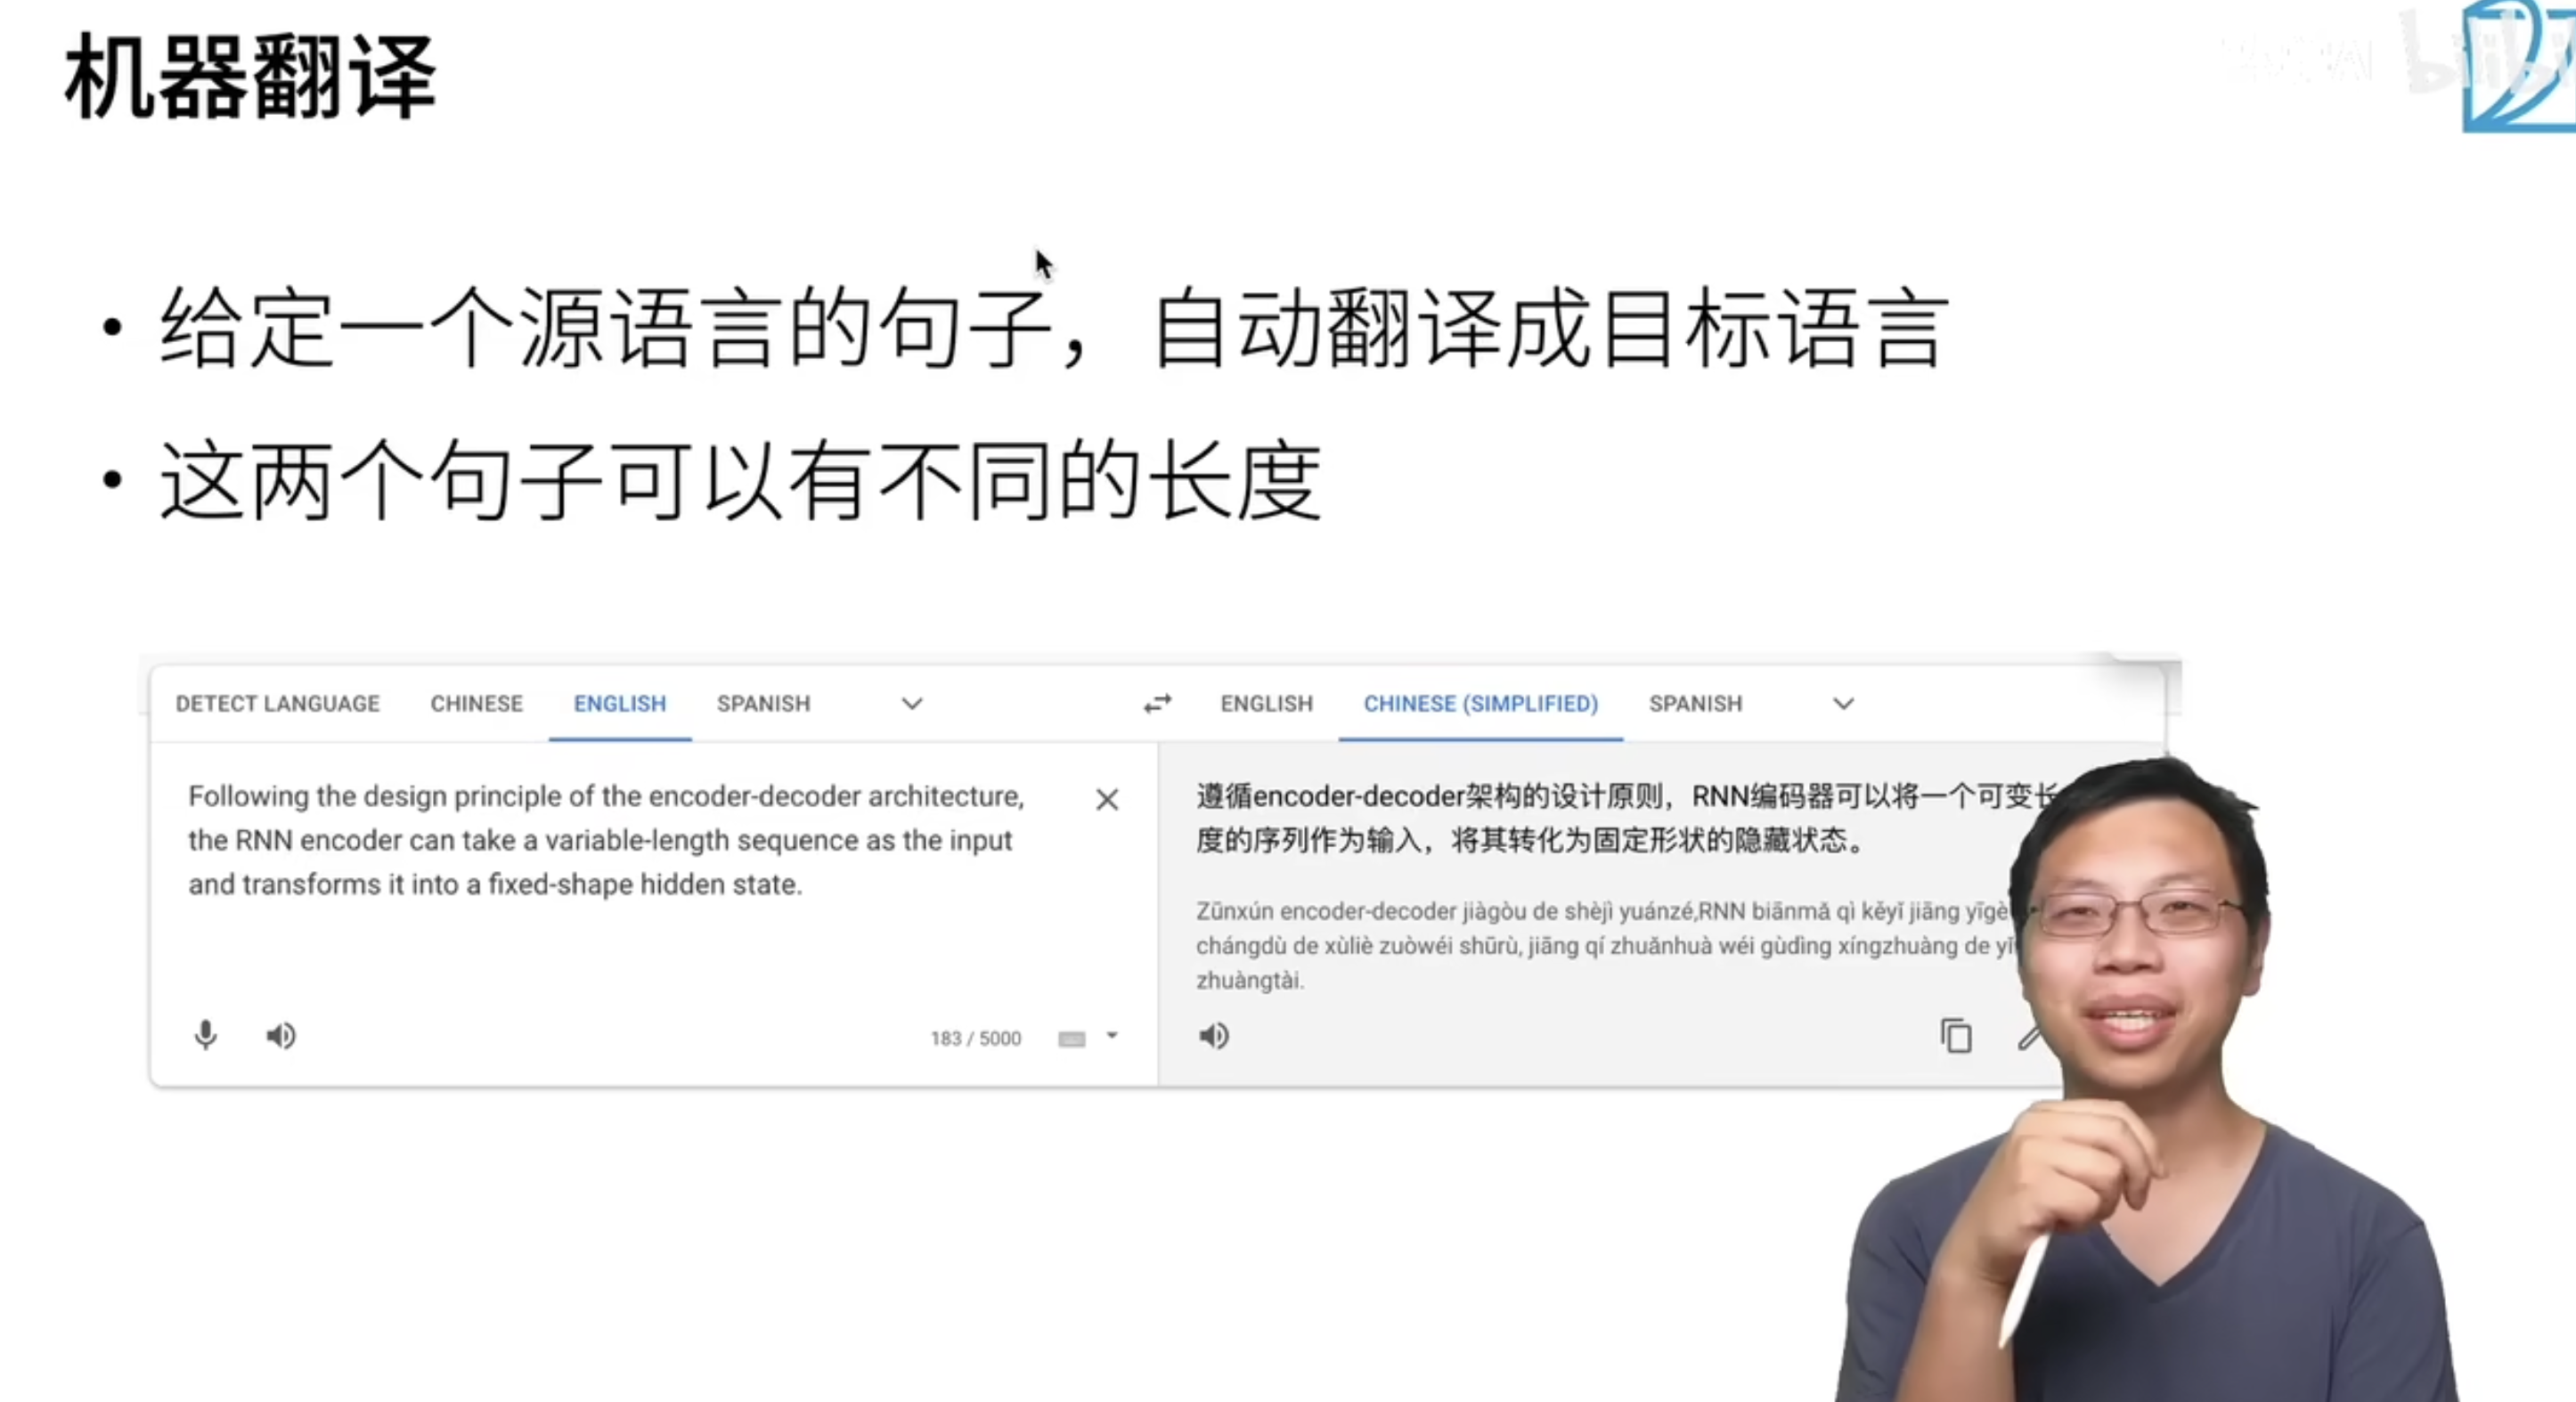 机器翻译
bilibi
• 给定一个源语言的句子，自动翻译成目标语言
• 这两个句子可以有不同的长度
DETECT LANGUAGE CHINESE ENGLISH SPANISH
ENGLISH CHINESE (SIMPLIFIED) SPANISH
Following the design principle of the encoder-decoder architecture,
the RNN encoder can take a variable-length sequence as the input
and transforms it into a fixed-shape hidden state.
183 / 5000
遵循encoder-decoder架构的设计原则，RNN编码器可以将一个可变长
度的序列作为输入，将其转化为固定形状的隐藏状态。
Zūnxún encoder-decoder jiàgòu de shèjì yuánzé,RNN biānmǎ qì kěyǐ jiāng yīgè
chángdù de xùliè zuòwéi shūrù, jiāng qí zhuǎnhuà wéi gùdìng xíngzhuàng de
zhuàngtài.